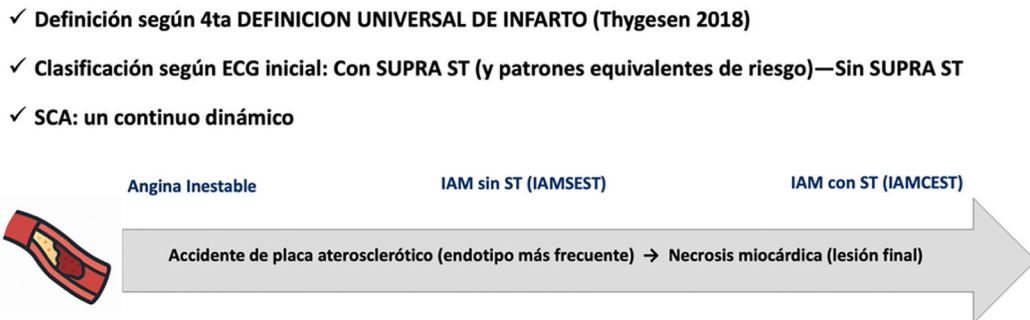 ✓ Definición según 4ta DEFINICION UNIVERSAL DE INFARTO (Thygesen 2018)
✓ Clasificación según ECG inicial: Con SUPRA ST (y patrones equivalentes de riesgo)—Sin SUPRA ST
✓ SCA: un continuo dinámico
Angina Inestable IAM sin ST (IAMSEST) IAM con ST (IAMCEST)
Accidente de placa aterosclerótico (endotipo más frecuente) → Necrosis miocárdica (lesión final)